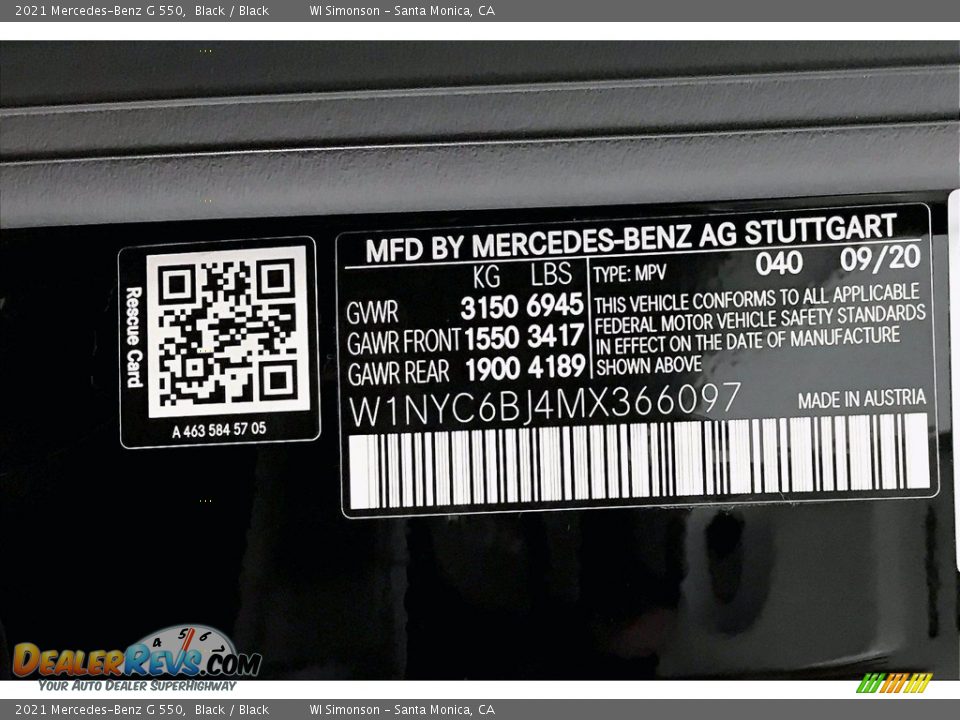 2021 Mercedes-Benz G 550, Black / Black WI Simonson - Santa Monica, CA
MFD BY MERCEDES-BENZ AG STUTTGART
KG LBS
GVWR 3150 6945
GAWR FRONT 1550 3417
GAWR REAR 1900 4189
TYPE: MPV 040 09/20
THIS VEHICLE CONFORMS TO ALL APPLICABLE
FEDERAL MOTOR VEHICLE SAFETY STANDARDS
IN EFFECT ON THE DATE OF MANUFACTURE
SHOWN ABOVE
W1NYC6BJ4MX366097 MADE IN AUSTRIA
Rescue Card
A 463 584 57 05
4 5 6
DEALERREVS.COM
YOUR AUTO DEALER SUPERHIGHWAY
2021 Mercedes-Benz G 550, Black / Black WI Simonson - Santa Monica, CA